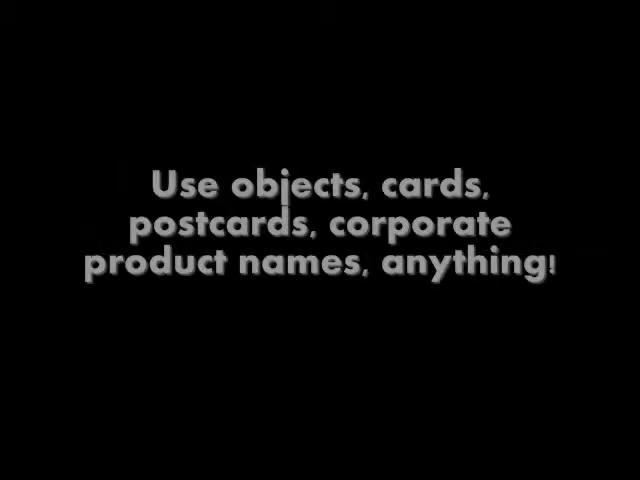 Use objects, cards,
postcards, corporate
product names, anything!